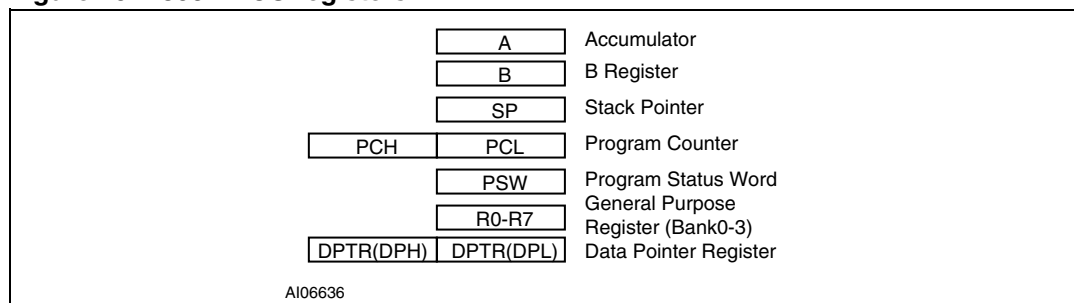 A Accumulator
B B Register
SP Stack Pointer
PCH PCL Program Counter
PSW Program Status Word
R0-R7 General Purpose
Register (Bank0-3)
DPTR(DPH) DPTR(DPL) Data Pointer Register
AI06636